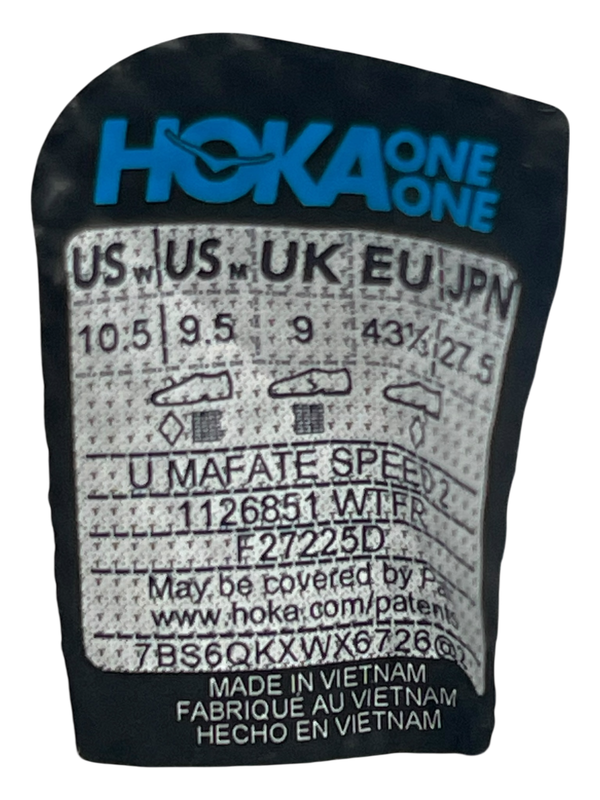 HOKA ONE ONE
US W US M UK EU JPN
10.5 9.5 9 43⅓ 27.5
U MAFATE SPEED 2
1126851 WTFR
F27225D
May be covered by
www.hoka.com/patents
MADE IN VIETNAM
FABRIQUÉ AU VIETNAM
HECHO EN VIETNAM